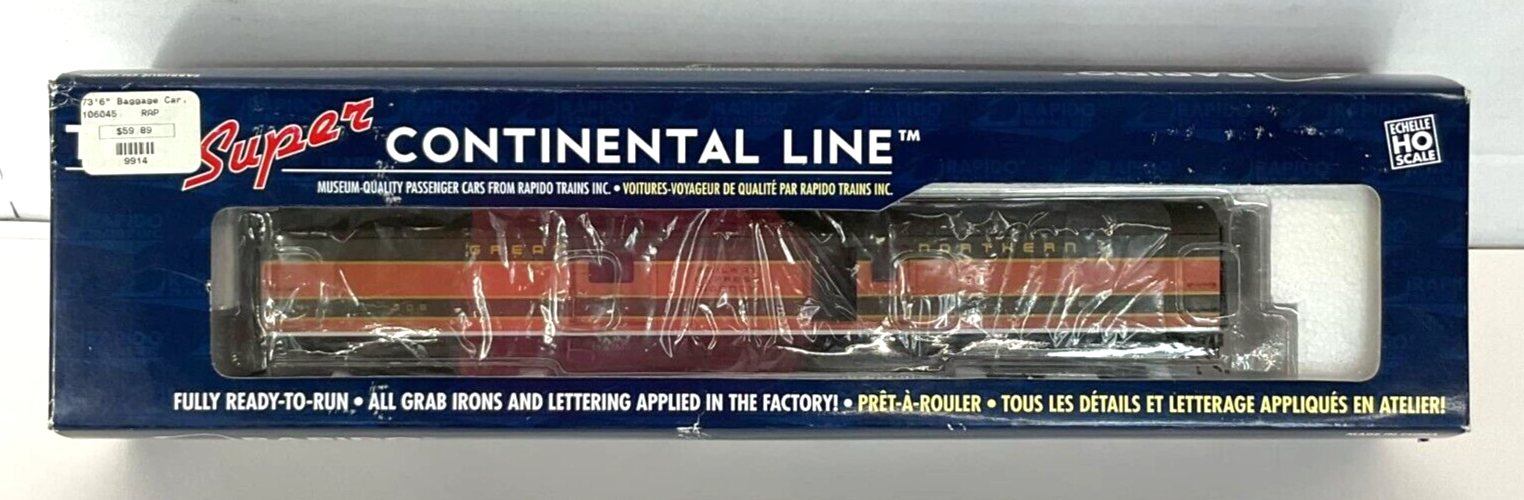 73'6" Baggage Car,
106045 RAP
$59.89
9914
Super CONTINENTAL LINE™
ECHELLE
HO
SCALE
MUSEUM-QUALITY PASSENGER CARS FROM RAPIDO TRAINS INC. • VOITURES-VOYAGEUR DE QUALITÉ PAR RAPIDO TRAINS INC.
GREAT NORTHERN
FULLY READY-TO-RUN • ALL GRAB IRONS AND LETTERING APPLIED IN THE FACTORY! • PRÊT-À-ROULER • TOUS LES DÉTAILS ET LETTERAGE APPLIQUÉS EN ATELIER!
RAPIDO